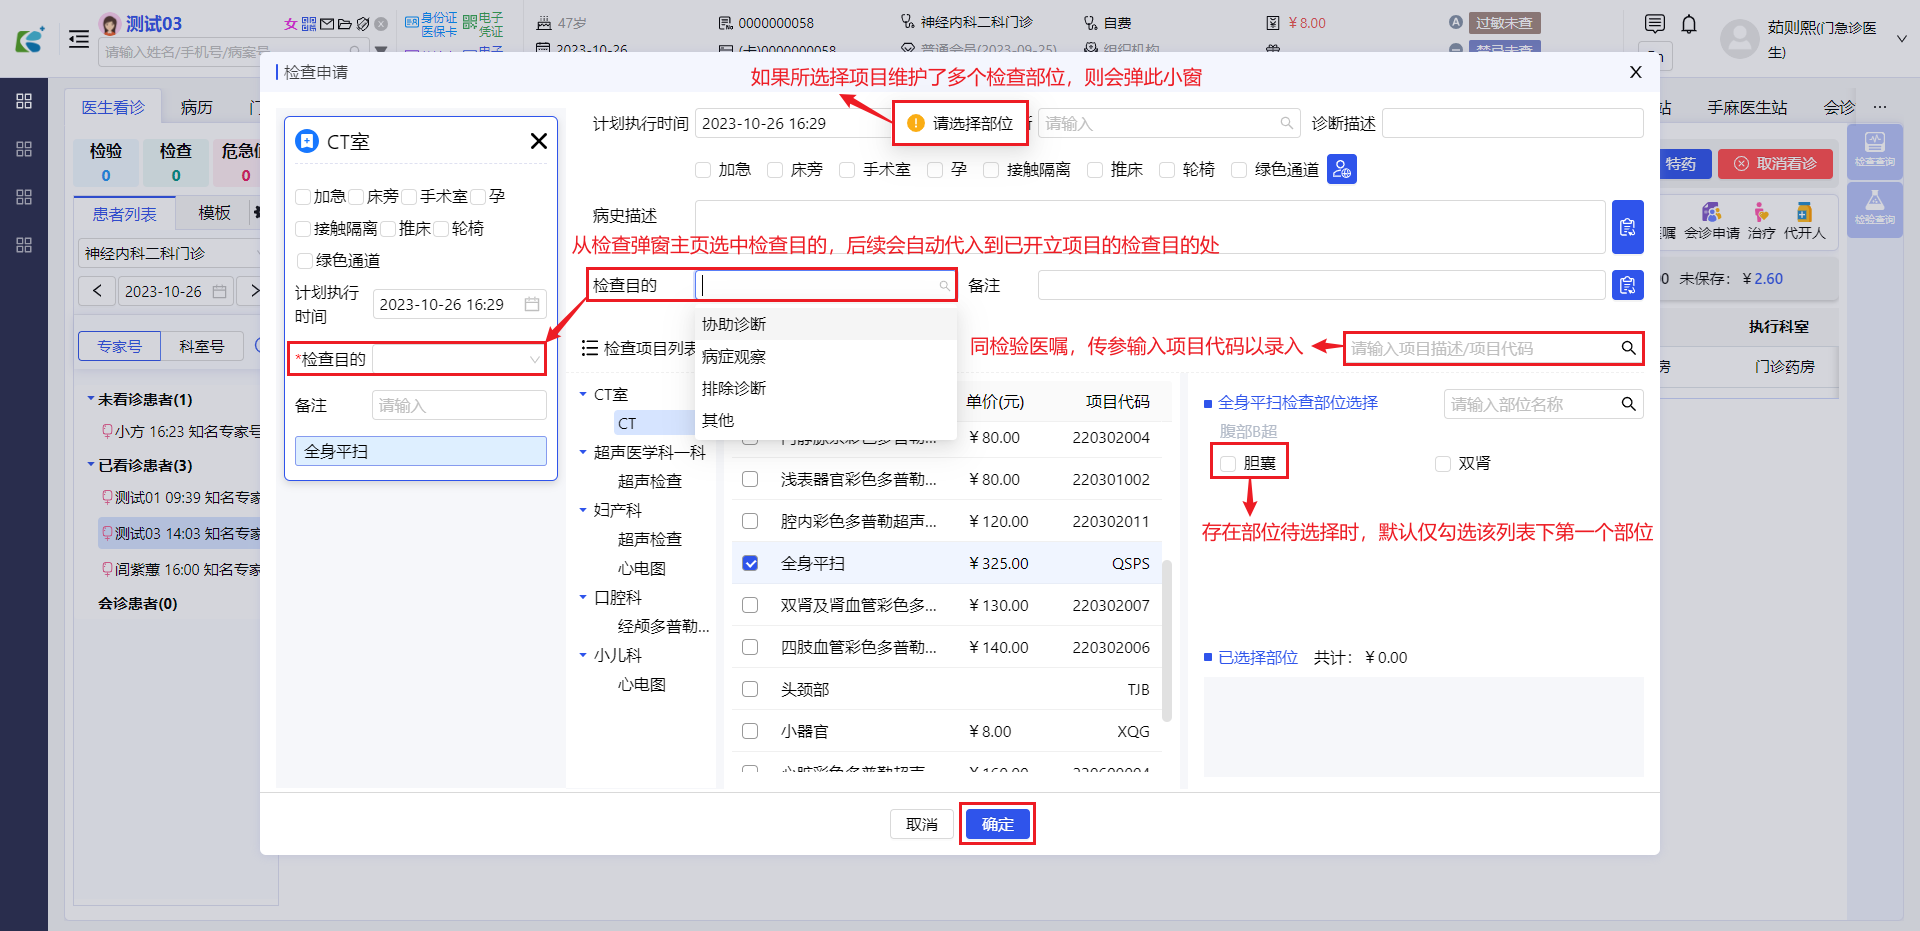 测试03
女
身份证
医保卡
电子
凭证
电子
47岁
0000000058
神经内科二科门诊
自费
¥ 8.00
A
过敏未查
茹则熙(门急诊医
生)
请输入姓名/手机号/病案号
2023-10-26
(卡)0000000058
普通会员(2023-09-25)
组织机构
禁忌未查
检查申请
X
如果所选择项目维护了多个检查部位，则会弹此小窗
医生看诊
病历
站
手麻医生站
会诊
···
检验
0
检查
0
危急值
0
患者列表
模板
神经内科二科门诊
2023-10-26
专家号
科室号
未看诊患者(1)
小方 16:23 知名专家号
已看诊患者(3)
测试01 09:39 知名专家
测试03 14:03 知名专家
闾紫蕙 16:00 知名专家
会诊患者(0)
CT室
加急
床旁
手术室
孕
接触隔离
推床
轮椅
绿色通道
计划执行
时间
2023-10-26 16:29
*检查目的
备注
请输入
全身平扫
计划执行时间
2023-10-26 16:29
请选择部位
请输入
诊断描述
加急
床旁
手术室
孕
接触隔离
推床
轮椅
绿色通道
病史描述
从检查弹窗主页选中检查目的，后续会自动代入到已开立项目的检查目的处
检查目的
备注
协助诊断
病症观察
排除诊断
其他
检查项目列表
同检验医嘱，传参输入项目代码以录入
请输入项目描述/项目代码
CT室
CT
超声医学科一科
超声检查
妇产科
超声检查
心电图
口腔科
经颅多普勒...
小儿科
心电图
单价(元)
项目代码
¥ 80.00
220302004
浅表器官彩色多普勒...
¥ 80.00
220301002
腔内彩色多普勒超声...
¥ 120.00
220302011
全身平扫
¥ 325.00
QSPS
双肾及肾血管彩色多...
¥ 130.00
220302007
四肢血管彩色多普勒...
¥ 140.00
220302006
头颈部
TJB
小器官
¥ 8.00
XQG
心脏彩色多普勒超声
¥ 160.00
220600004
全身平扫检查部位选择
请输入部位名称
腹部B超
胆囊
双肾
存在部位待选择时，默认仅勾选该列表下第一个部位
已选择部位
共计：
¥ 0.00
取消
确定
特药
取消看诊
检查查询
检验查询
嘱
会诊申请
治疗
代开人
未保存：
¥ 2.60
执行科室
房
门诊药房